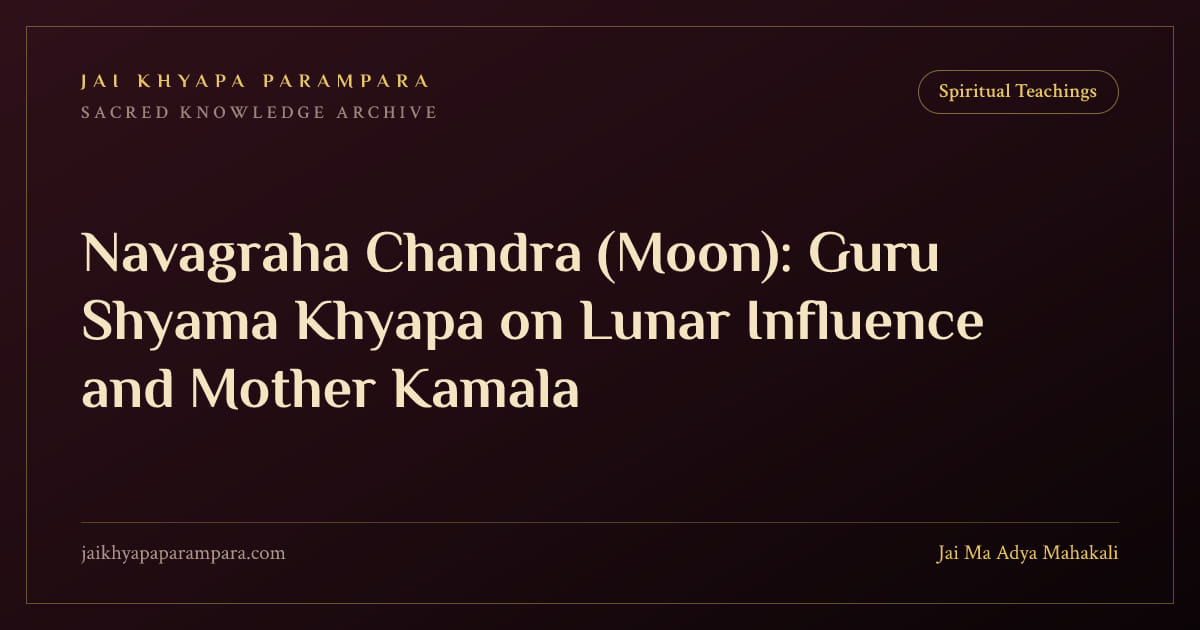 JAI KHYAPA PARAMPARA
SACRED KNOWLEDGE ARCHIVE
Spiritual Teachings
Navagraha Chandra (Moon): Guru
Shyama Khyapa on Lunar Influence
and Mother Kamala
jaikhyapaparampara.com
Jai Ma Adya Mahakali